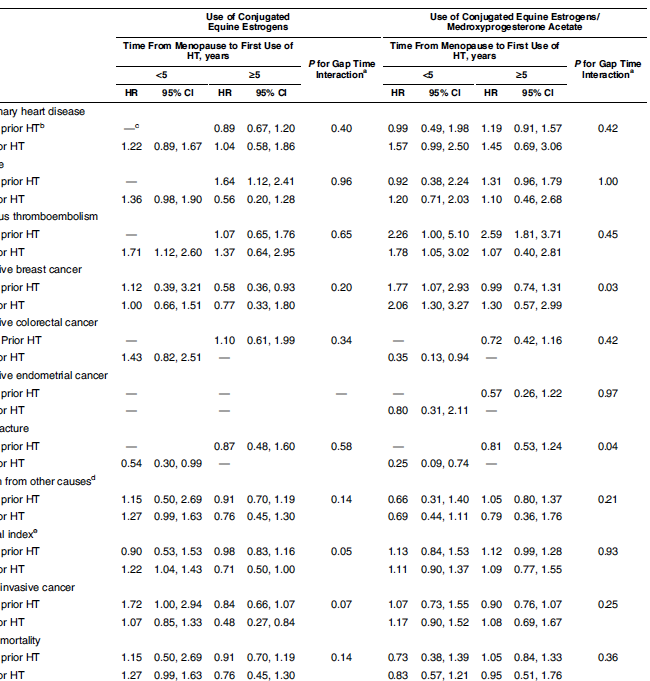 Use of Conjugated Equine Estrogens/
Use of Conjugated
Equine Estrogens
Medroxyprogesterone Acetate
Time From Menopause to First Use of HT, years
P for Gap Time Interactionᵃ
Time From Menopause to First Use of HT, years
P for Gap Time Interactionᵃ
<5 ≥5 <5 ≥5
HR 95% CI HR 95% CI HR 95% CI HR 95% CI
nary heart disease
prior HTᵇ —ᶜ 0.89 0.67, 1.20 0.40 0.99 0.49, 1.98 1.19 0.91, 1.57 0.42
or HT 1.22 0.89, 1.67 1.04 0.58, 1.86 1.57 0.99, 2.50 1.45 0.69, 3.06
e
prior HT — 1.64 1.12, 2.41 0.96 0.92 0.38, 2.24 1.31 0.96, 1.79 1.00
or HT 1.36 0.98, 1.90 0.56 0.20, 1.28 1.20 0.71, 2.03 1.10 0.46, 2.68
us thromboembolism
prior HT — 1.07 0.65, 1.76 0.65 2.26 1.00, 5.10 2.59 1.81, 3.71 0.45
or HT 1.71 1.12, 2.60 1.37 0.64, 2.95 1.78 1.05, 3.02 1.07 0.40, 2.81
ive breast cancer
prior HT 1.12 0.39, 3.21 0.58 0.36, 0.93 0.20 1.77 1.07, 2.93 0.99 0.74, 1.31 0.03
or HT 1.00 0.66, 1.51 0.77 0.33, 1.80 2.06 1.30, 3.27 1.30 0.57, 2.99
ive colorectal cancer
Prior HT — 1.10 0.61, 1.99 0.34 — 0.72 0.42, 1.16 0.42
or HT 1.43 0.82, 2.51 — 0.35 0.13, 0.94 —
ive endometrial cancer
prior HT — — — — 0.57 0.26, 1.22 0.97
or HT — — 0.80 0.31, 2.11 —
acture
prior HT — 0.87 0.48, 1.60 0.58 — 0.81 0.53, 1.24 0.04
or HT 0.54 0.30, 0.99 — 0.25 0.09, 0.74 —
n from other causesᵈ
prior HT 1.15 0.50, 2.69 0.91 0.70, 1.19 0.14 0.66 0.31, 1.40 1.05 0.80, 1.37 0.21
or HT 1.27 0.99, 1.63 0.76 0.45, 1.30 0.69 0.44, 1.11 0.79 0.36, 1.76
al indexᵉ
prior HT 0.90 0.53, 1.53 0.98 0.83, 1.16 0.05 1.13 0.84, 1.53 1.12 0.99, 1.28 0.93
or HT 1.22 1.04, 1.43 0.71 0.50, 1.00 1.11 0.90, 1.37 1.09 0.77, 1.55
invasive cancer
prior HT 1.72 1.00, 2.94 0.84 0.66, 1.07 0.07 1.07 0.73, 1.55 0.90 0.76, 1.07 0.25
or HT 1.07 0.85, 1.33 0.48 0.27, 0.84 1.17 0.90, 1.52 1.08 0.69, 1.67
mortality
prior HT 1.15 0.50, 2.69 0.91 0.70, 1.19 0.14 0.73 0.38, 1.39 1.05 0.84, 1.33 0.36
or HT 1.27 0.99, 1.63 0.76 0.45, 1.30 0.83 0.57, 1.21 0.95 0.51, 1.76